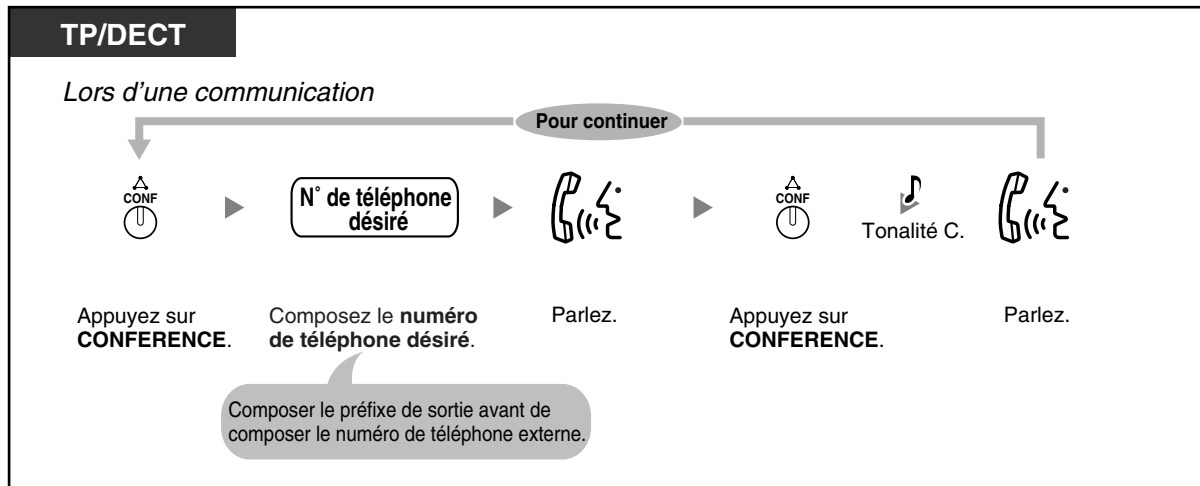 TP/DECT
Lors d'une communication
Pour continuer
CONF
N° de téléphone
désiré
CONF
Tonalité C.
Appuyez sur
CONFERENCE.
Composez le numéro
de téléphone désiré.
Parlez.
Appuyez sur
CONFERENCE.
Parlez.
Composer le préfixe de sortie avant de
composer le numéro de téléphone externe.